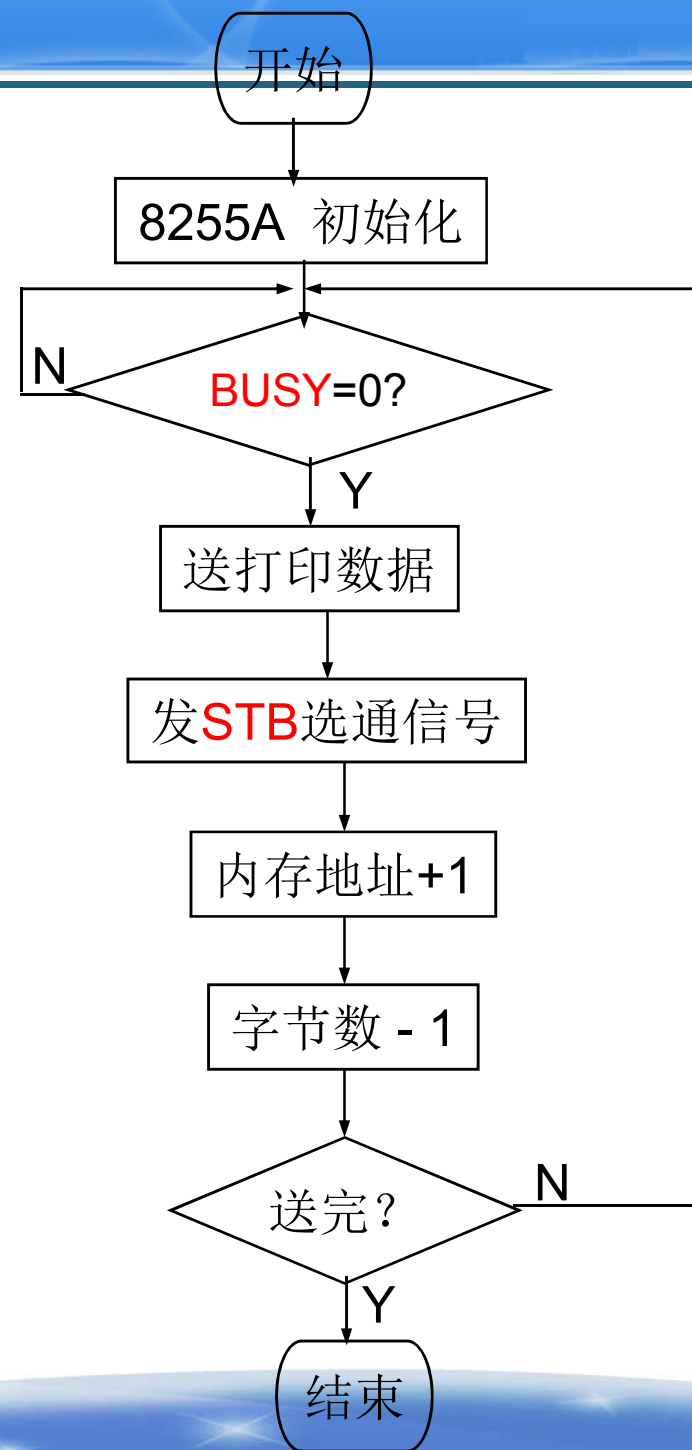 开始
8255A 初始化
N
BUSY=0?
Y
送打印数据
发STB选通信号
内存地址+1
字节数 - 1
N
送完?
Y
结束